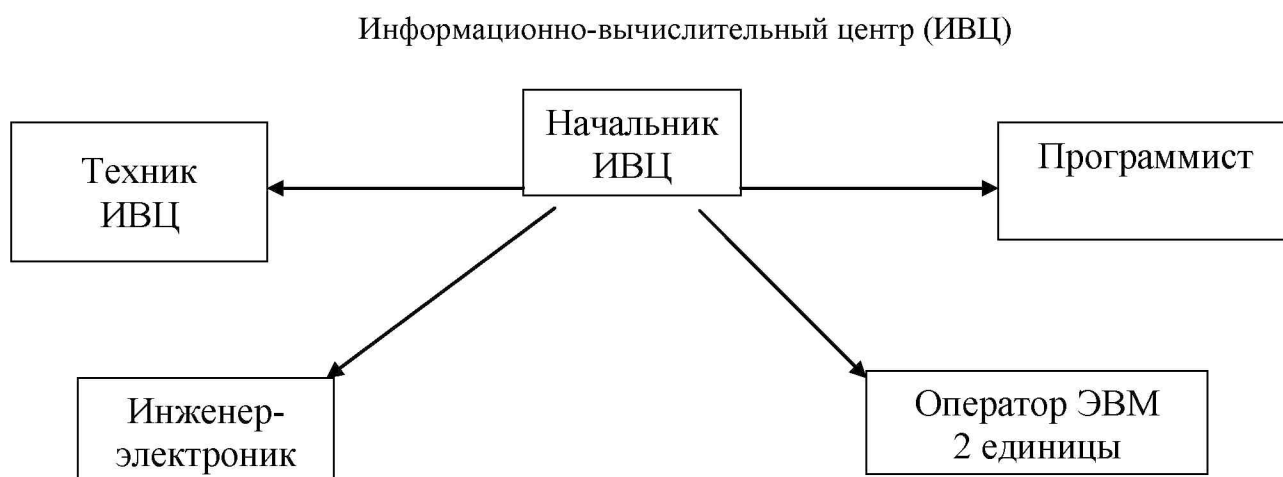 Информационно-вычислительный центр (ИВЦ)
Начальник
ИВЦ
Техник
ИВЦ
Программист
Инженер-
электроник
Оператор ЭВМ
2 единицы